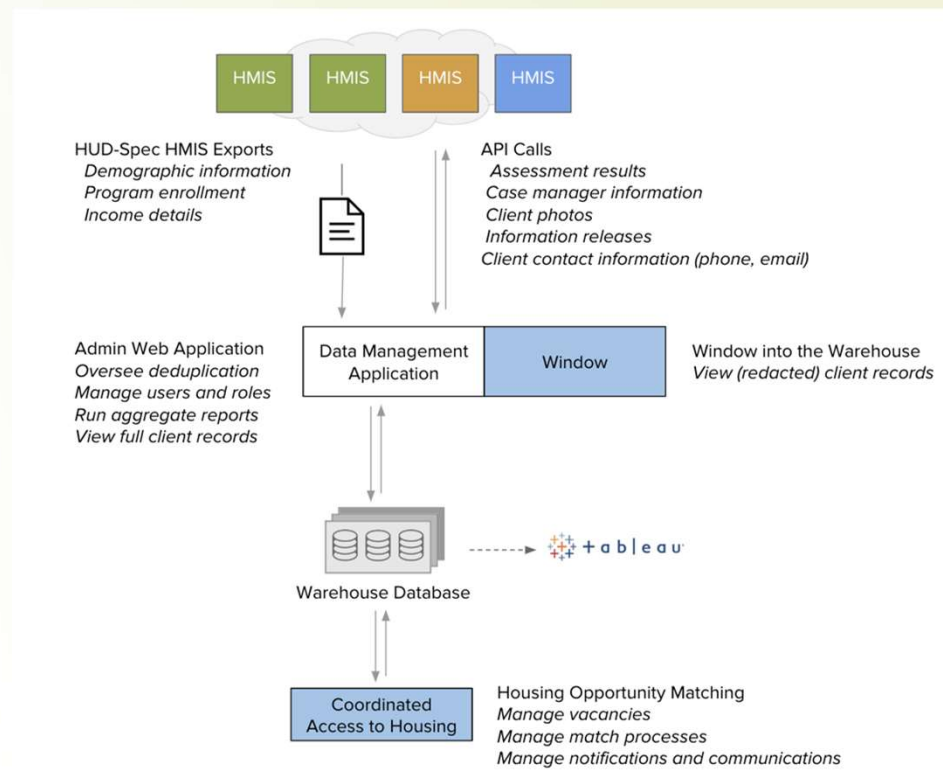 HMIS
HMIS
HMIS
HMIS
HUD-Spec HMIS Exports
Demographic information
Program enrollment
Income details
API Calls
Assessment results
Case manager information
Client photos
Information releases
Client contact information (phone, email)
Admin Web Application
Oversee deduplication
Manage users and roles
Run aggregate reports
View full client records
Data Management
Application
Window
Window into the Warehouse
View (redacted) client records
Warehouse Database
+ a b l e a u
Coordinated
Access to Housing
Housing Opportunity Matching
Manage vacancies
Manage match processes
Manage notifications and communications